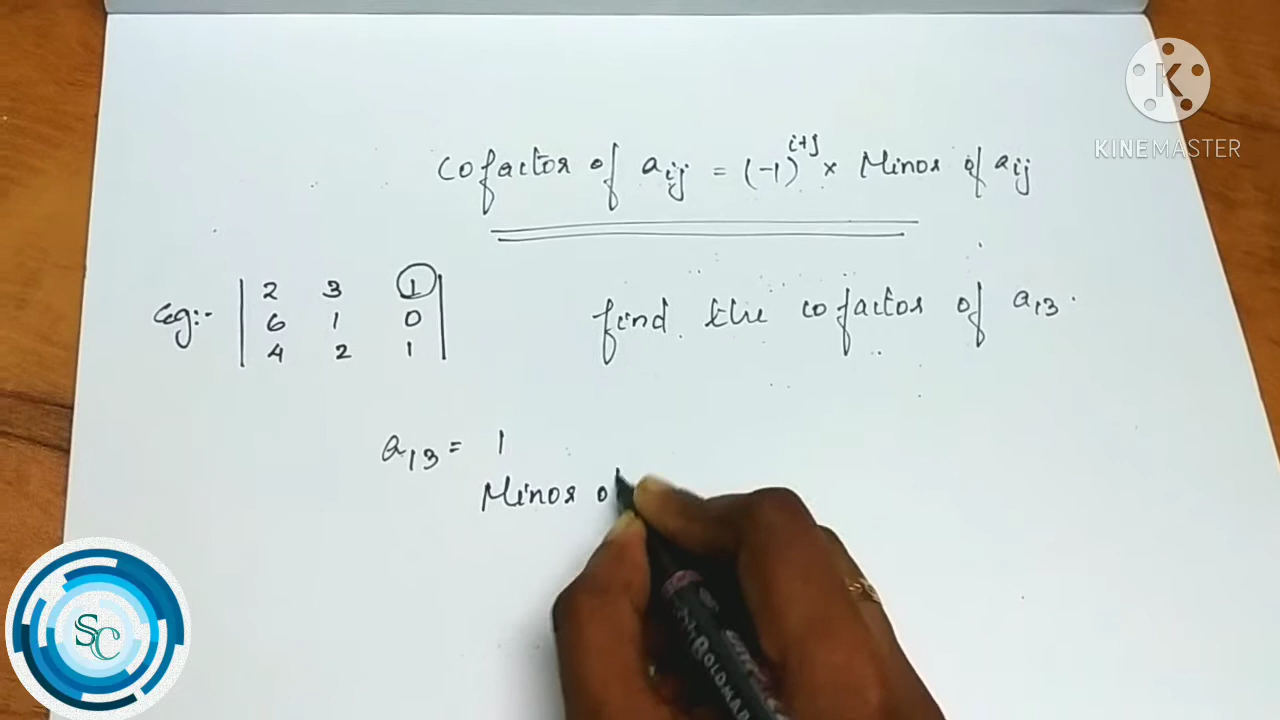 KINEMASTER
K
Cofactor of aij = (-1)^i+j × Minor of aij
Eg:- | 2 3 1 |
| 6 1 0 |
| 4 2 1 |
find the cofactor of a13.
a13 = 1
Minor o
SC